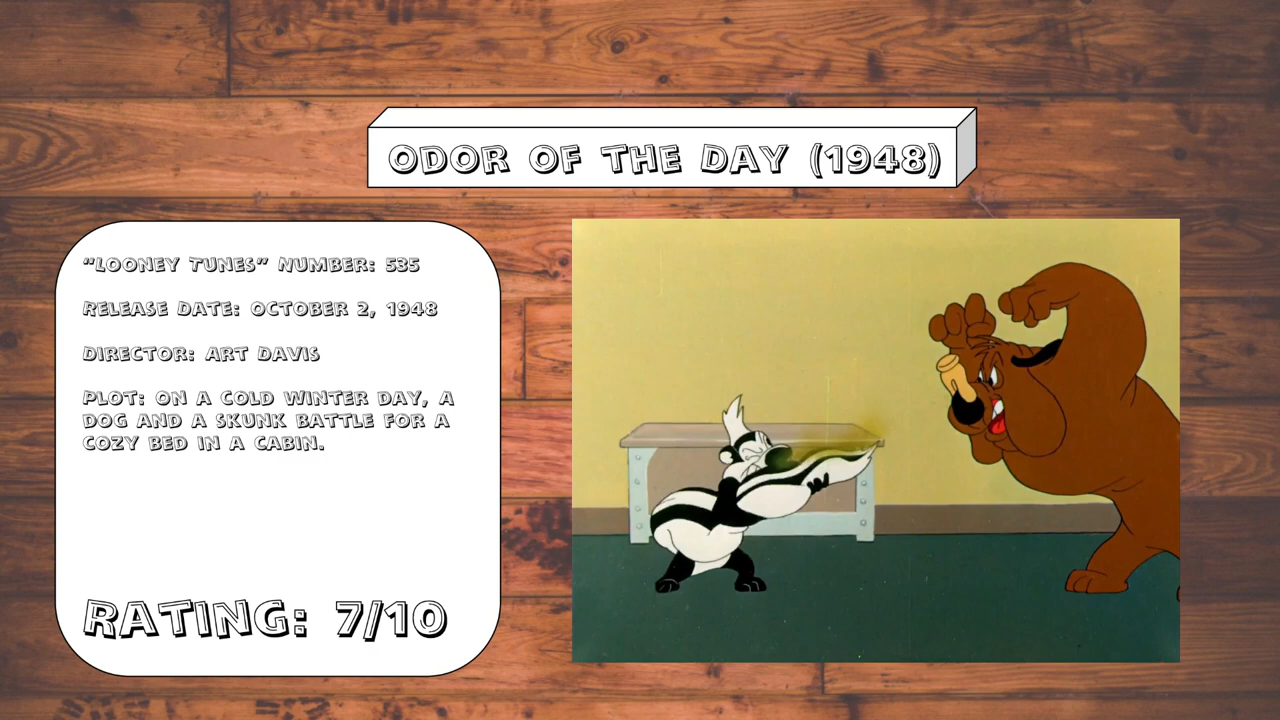 ODOR OF THE DAY (1948)
"LOONEY TUNES" NUMBER: 535
RELEASE DATE: OCTOBER 2, 1948
DIRECTOR: ART DAVIS
PLOT: ON A COLD WINTER DAY, A
DOG AND A SKUNK BATTLE FOR A
COZY BED IN A CABIN.
RATING: 7/10